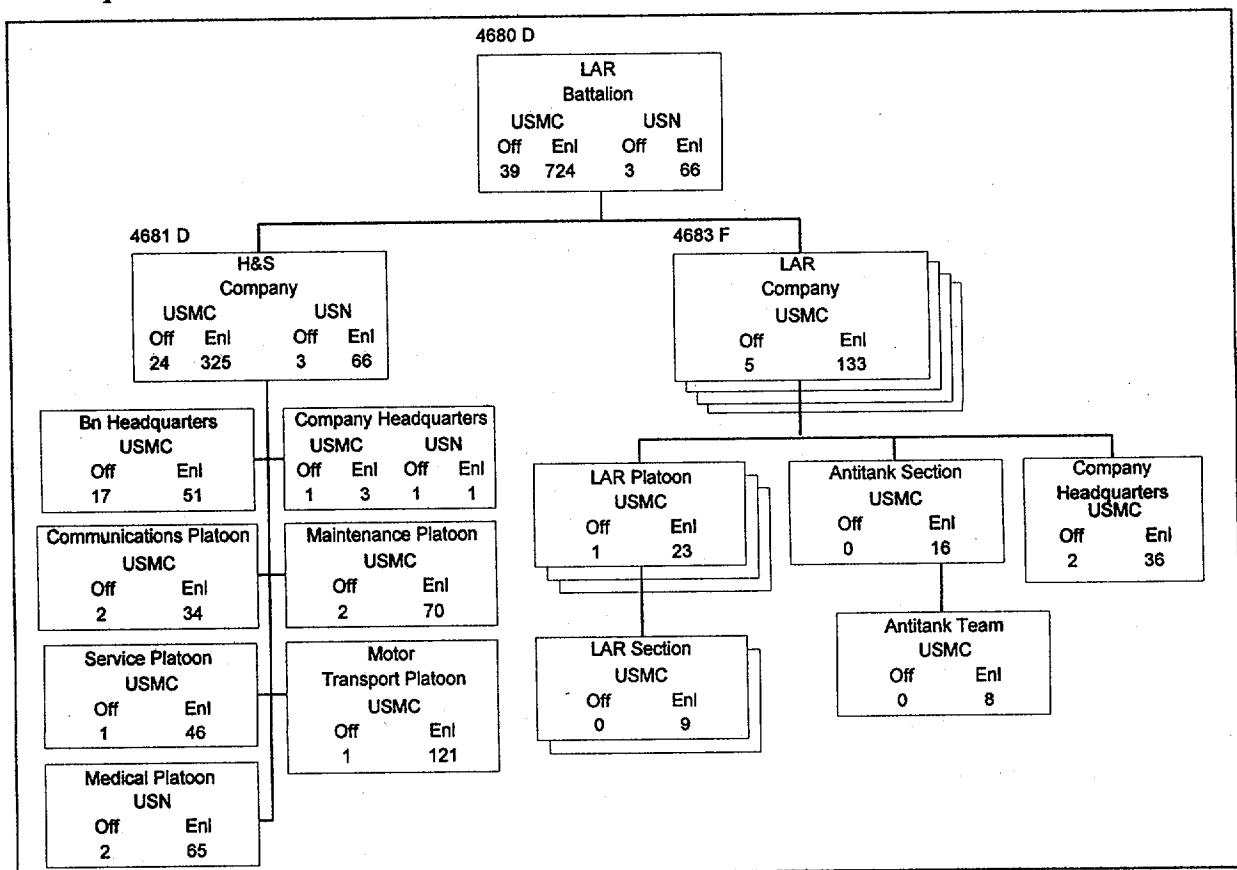 4680 D
LAR
Battalion
USMC USN
Off Enl Off Enl
39 724 3 66
4681 D
H&S
Company
USMC USN
Off Enl Off Enl
24 325 3 66
4683 F
LAR
Company
USMC
Off Enl
5 133
Bn Headquarters
USMC
Off Enl
17 51
Company Headquarters
USMC USN
Off Enl Off Enl
1 3 1 1
Communications Platoon
USMC
Off Enl
2 34
Maintenance Platoon
USMC
Off Enl
2 70
Service Platoon
USMC
Off Enl
1 46
Motor
Transport Platoon
USMC
Off Enl
1 121
Medical Platoon
USN
Off Enl
2 65
LAR Platoon
USMC
Off Enl
1 23
Antitank Section
USMC
Off Enl
0 16
Company
Headquarters
USMC
Off Enl
2 36
LAR Section
USMC
Off Enl
0 9
Antitank Team
USMC
Off Enl
0 8